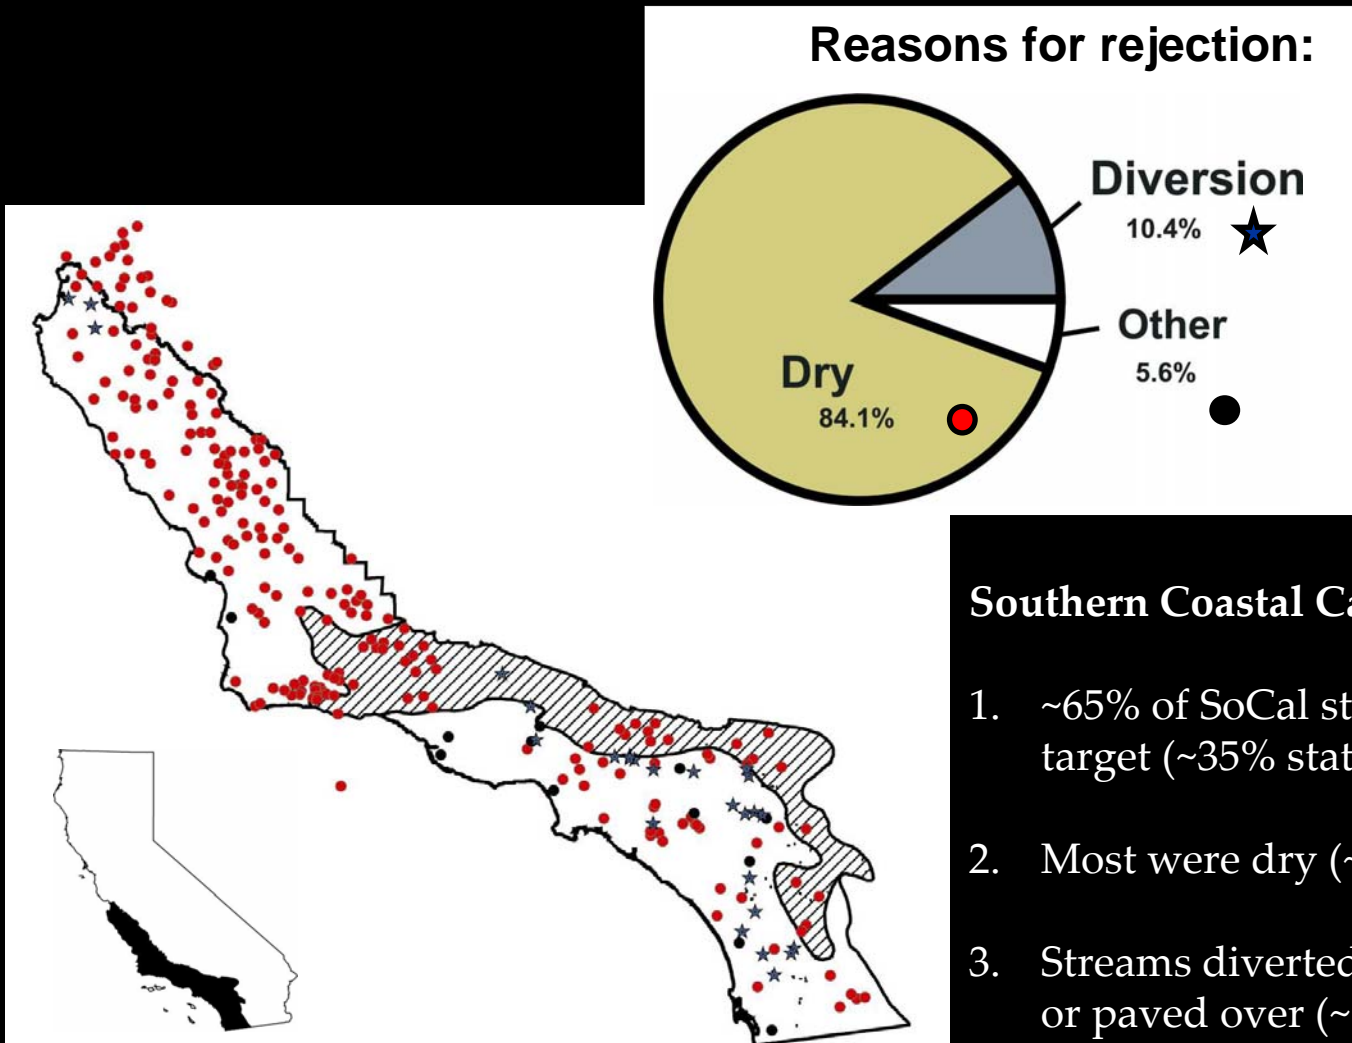 Reasons for rejection:
Diversion
10.4%
Other
5.6%
Dry
84.1%
Southern Coastal Ca
1. ~65% of SoCal st
target (~35% stat
2. Most were dry (~
3. Streams diverted
or paved over (~